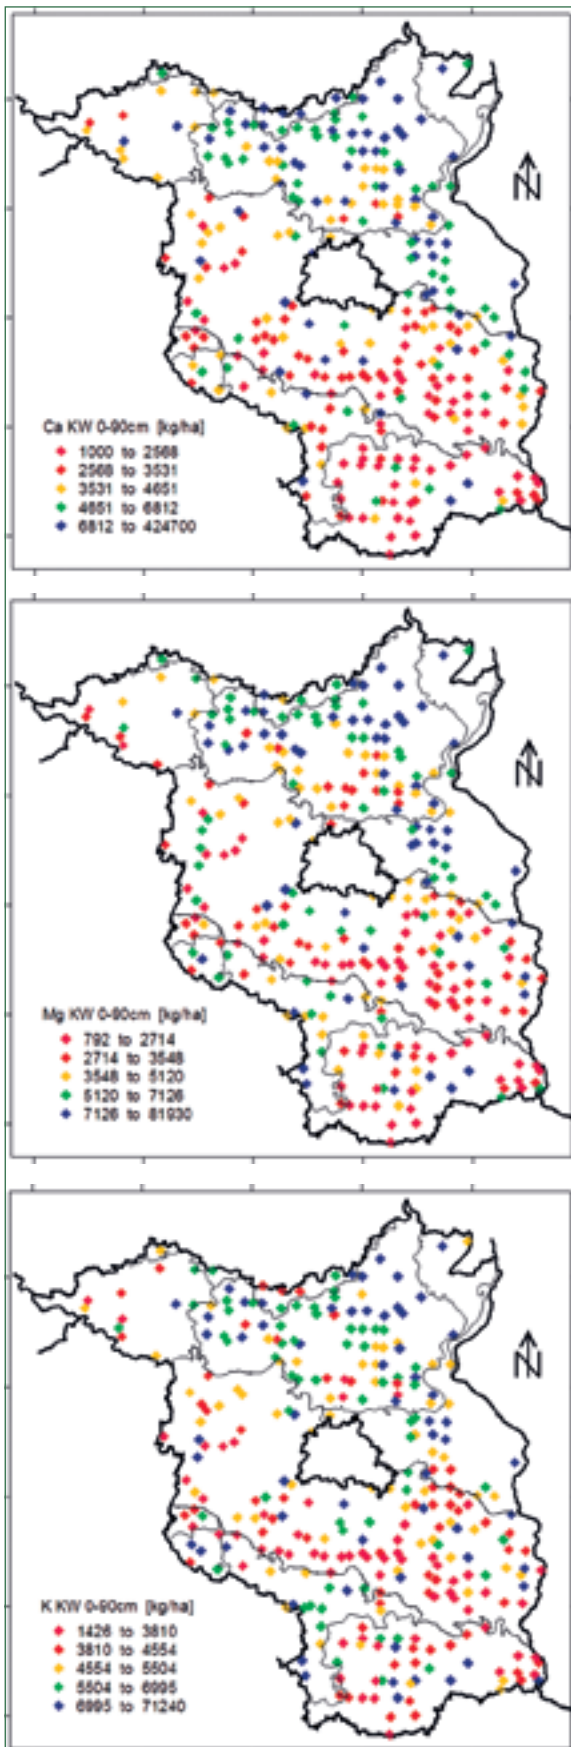 N
Ca KW 0-90cm [kg/ha]
1000 to 2568
2568 to 3531
3531 to 4651
4651 to 6812
6812 to 424700
N
Mg KW 0-90cm [kg/ha]
792 to 2714
2714 to 3548
3548 to 5120
5120 to 7126
7126 to 81930
N
K KW 0-90cm [kg/ha]
1426 to 3810
3810 to 4554
4554 to 5504
5504 to 6995
6995 to 71240